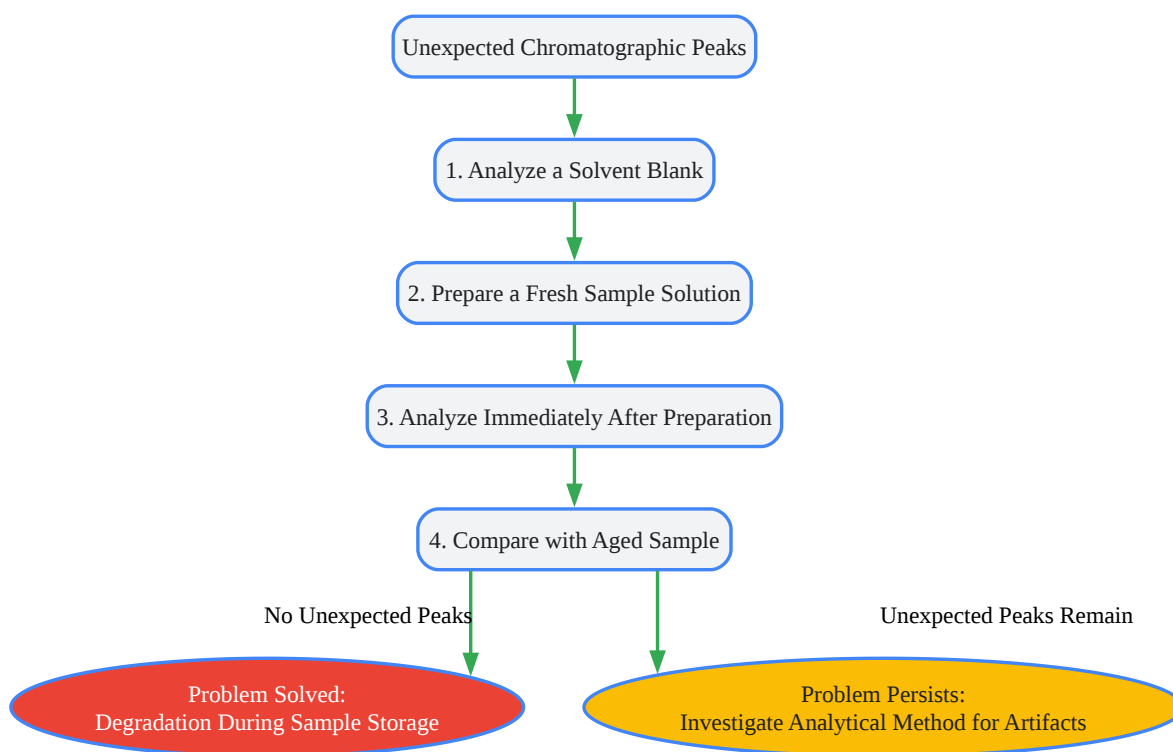 Unexpected Chromatographic Peaks
1. Analyze a Solvent Blank
2. Prepare a Fresh Sample Solution
3. Analyze Immediately After Preparation
4. Compare with Aged Sample
No Unexpected Peaks
Unexpected Peaks Remain
Problem Solved:
Degradation During Sample Storage
Problem Persists:
Investigate Analytical Method for Artifacts